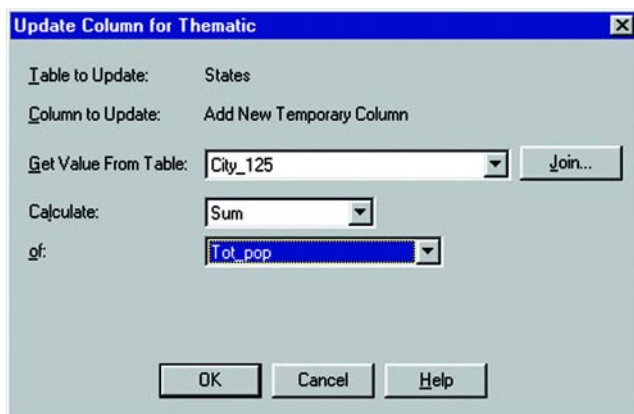 Update Column for Thematic
Table to Update: States
Column to Update: Add New Temporary Column
Get Value From Table: City_125 Join...
Calculate: Sum
of: Tot_pop
OK Cancel Help